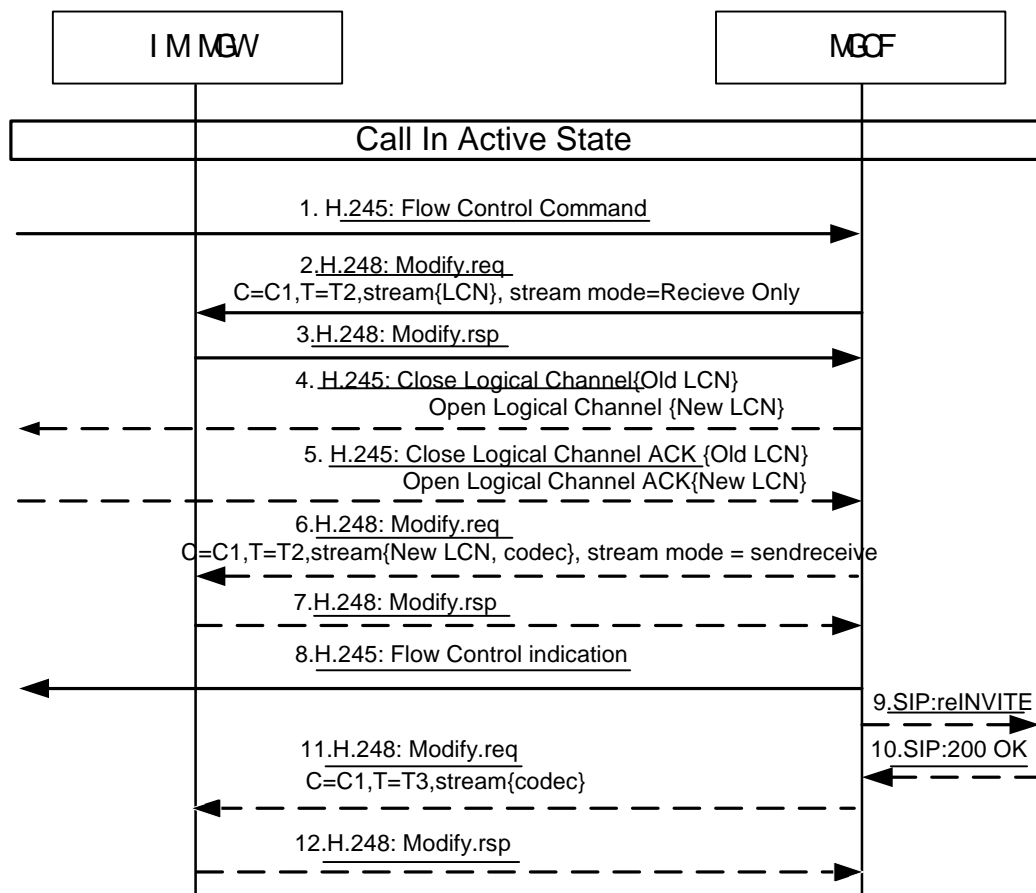 IM MGW
MGCF
Call In Active State
1. H.245: Flow Control Command
2.H.248: Modify.req
C=C1,T=T2,stream{LCN}, stream mode=Recieve Only
3.H.248: Modify.rsp
4. H.245: Close Logical Channel{Old LCN}
Open Logical Channel {New LCN}
5. H.245: Close Logical Channel ACK {Old LCN}
Open Logical Channel ACK{New LCN}
6.H.248: Modify.req
C=C1,T=T2,stream{New LCN, codec}, stream mode = sendreceive
7.H.248: Modify.rsp
8.H.245: Flow Control indication
9.SIP:reINVITE
10.SIP:200 OK
11.H.248: Modify.req
C=C1,T=T3,stream{codec}
12.H.248: Modify.rsp